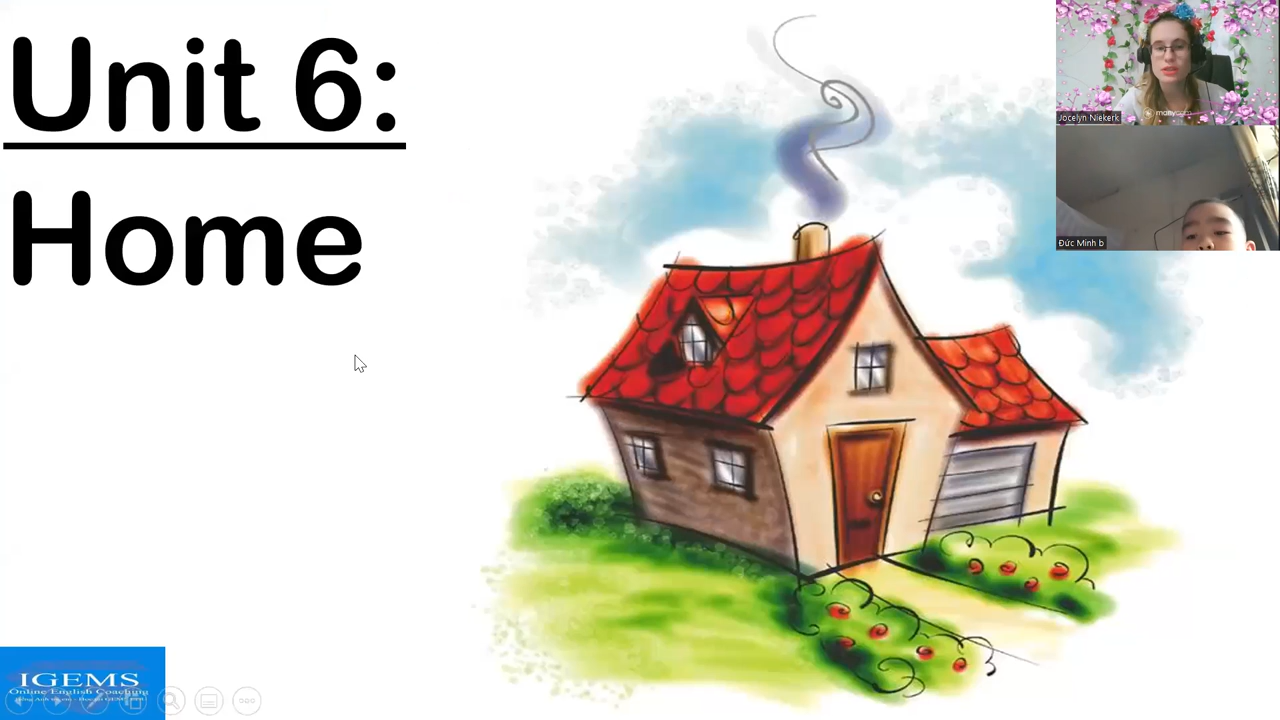 Unit 6:
Home
Jocelyn Niekerk
Đức Minh b
IGEMS
Online English Coaching